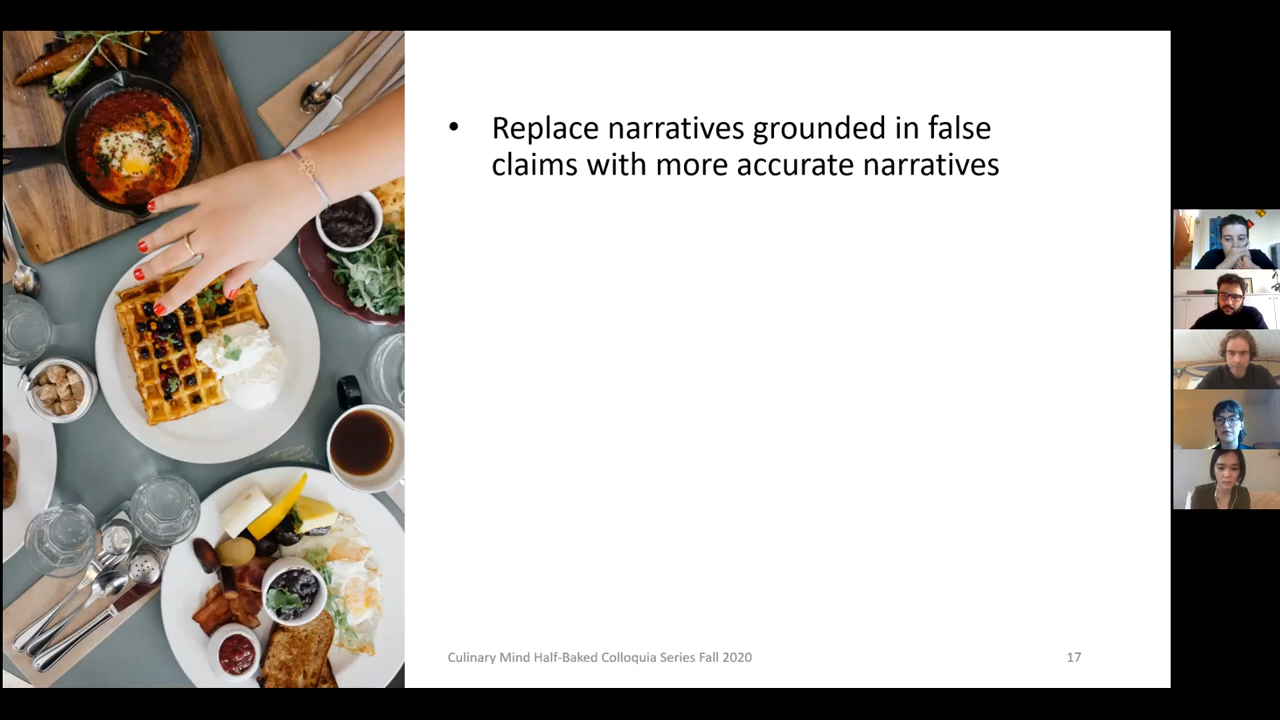 • Replace narratives grounded in false
claims with more accurate narratives
Culinary Mind Half-Baked Colloquia Series Fall 2020
17